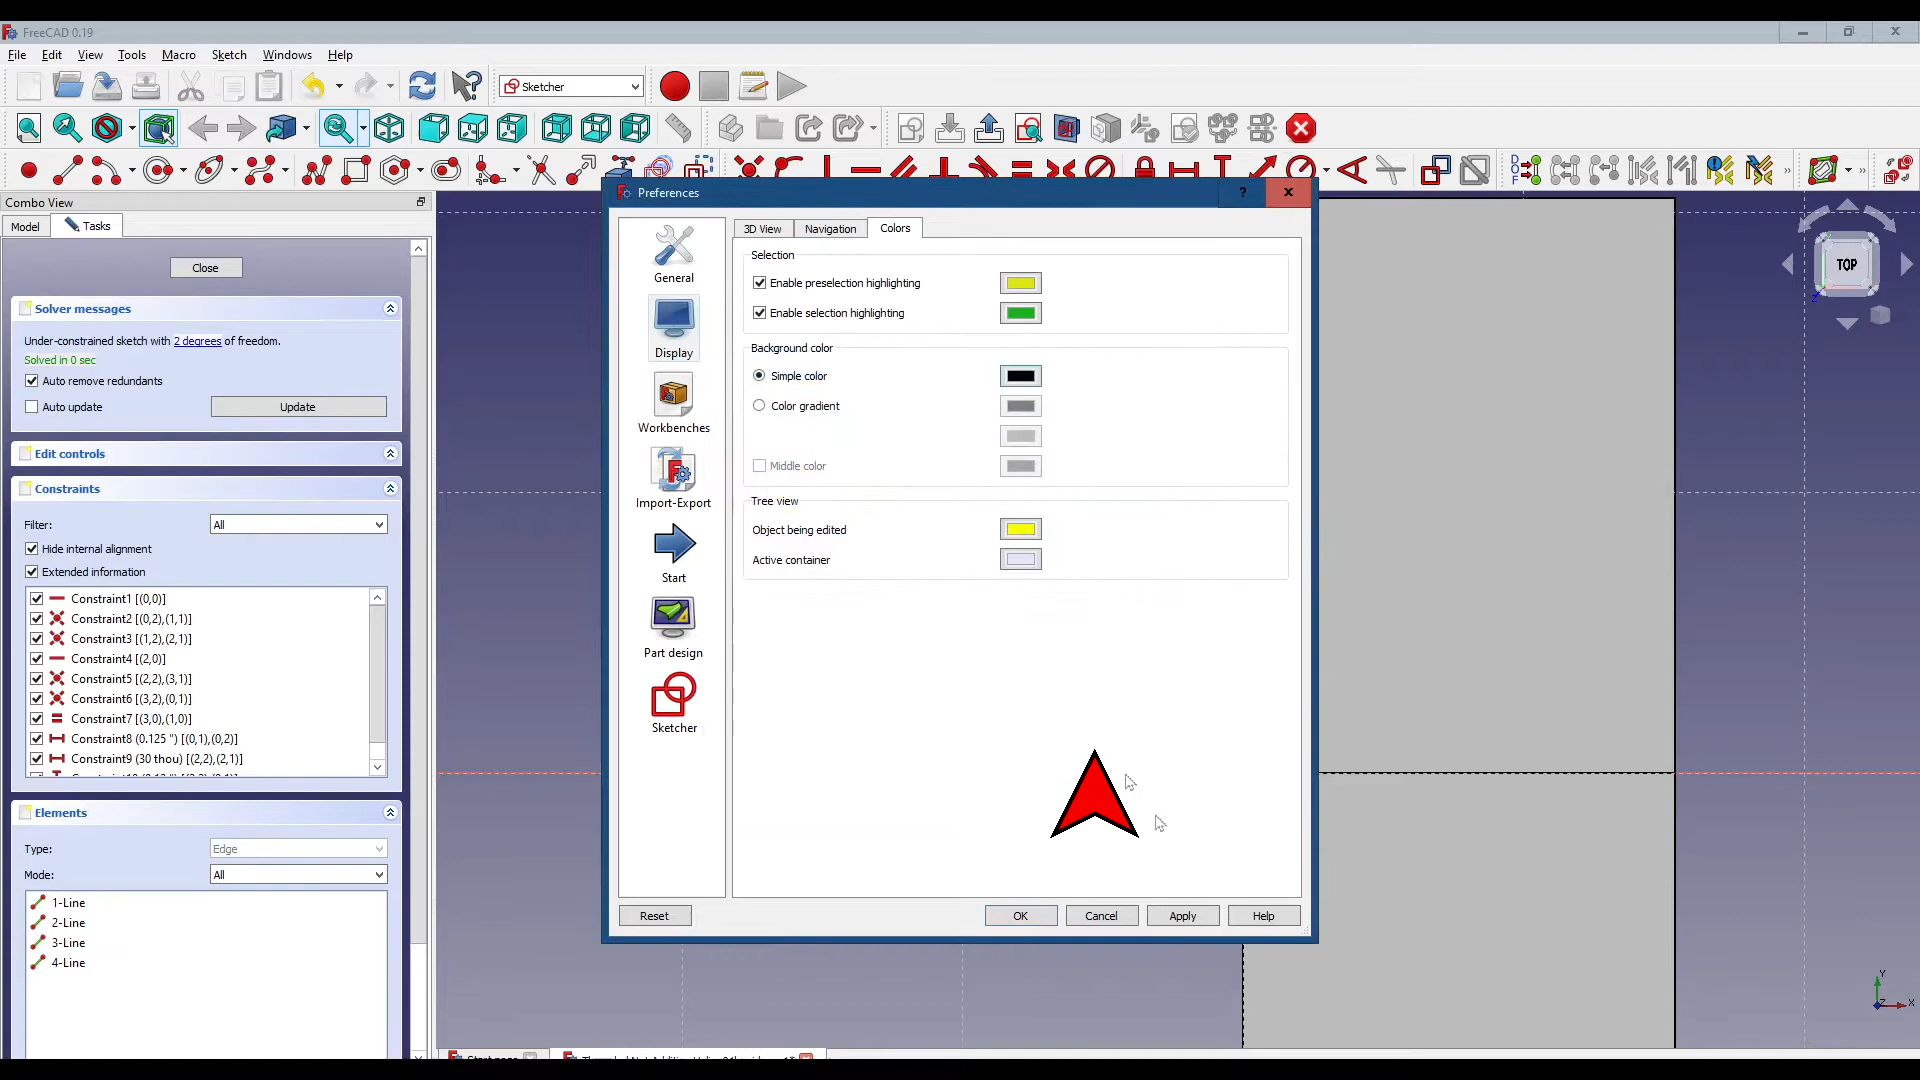 FreeCAD 0.19
File Edit View Tools Macro Sketch Windows Help
Sketcher
Combo View
Model Tasks
Close
Solver messages
Under-constrained sketch with 2 degrees of freedom.
Solved in 0 sec
Auto remove redundants
Auto update
Update
Edit controls
Constraints
Filter: All
Hide internal alignment
Extended information
Constraint1 [(0,0)]
Constraint2 [(0,2),(1,1)]
Constraint3 [(1,2),(2,1)]
Constraint4 [(2,0)]
Constraint5 [(2,2),(3,1)]
Constraint6 [(3,2),(0,1)]
Constraint7 [(3,0),(1,0)]
Constraint8 (0.125 ") [(0,1),(0,2)]
Constraint9 (30 thou) [(2,2),(2,1)]
Elements
Type: Edge
Mode: All
1-Line
2-Line
3-Line
4-Line
Preferences
General
Display
Workbenches
Import-Export
Start
Part design
Sketcher
3D View Navigation Colors
Selection
Enable preselection highlighting
Enable selection highlighting
Background color
Simple color
Color gradient
Middle color
Tree view
Object being edited
Active container
Reset OK Cancel Apply Help
TOP
Z
Y
Z X